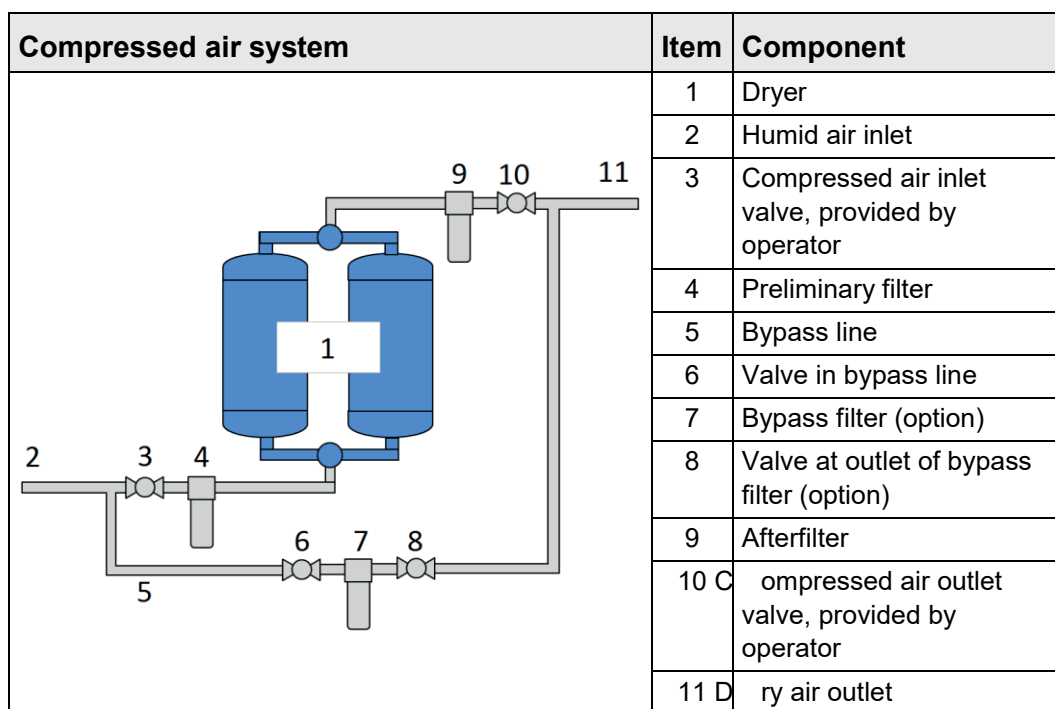 Compressed air system Item Component
1 Dryer
2 Humid air inlet
3 Compressed air inlet
valve, provided by
operator
4 Preliminary filter
5 Bypass line
6 Valve in bypass line
7 Bypass filter (option)
8 Valve at outlet of bypass
filter (option)
9 Afterfilter
10 C ompressed air outlet
valve, provided by
operator
11 D ry air outlet
9 10 11
1
2 3 4
6 7 8
5